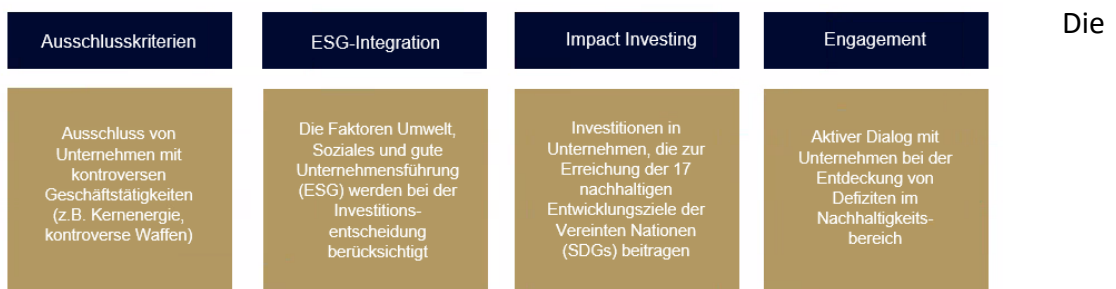 Ausschlusskriterien
ESG-Integration
Impact Investing
Engagement
Die
Ausschluss von
Unternehmen mit
kontroversen
Geschäftstätigkeiten
(z.B. Kernenergie,
kontroverse Waffen)
Die Faktoren Umwelt,
Soziales und gute
Unternehmensführung
(ESG) werden bei der
Investitions-
entscheidung
berücksichtigt
Investitionen in
Unternehmen, die zur
Erreichung der 17
nachhaltigen
Entwicklungsziele der
Vereinten Nationen
(SDGs) beitragen
Aktiver Dialog mit
Unternehmen bei der
Entdeckung von
Defiziten im
Nachhaltigkeits-
bereich